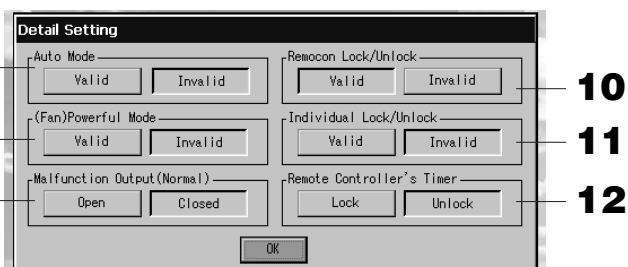 Detail Setting
Auto Mode
Valid Invalid
Remocon Lock/Unlock
Valid Invalid
10
(Fan)Powerful Mode
Valid Invalid
Individual Lock/Unlock
Valid Invalid
11
Malfunction Output(Normal)
Open Closed
Remote Controller's Timer
Lock Unlock
12
OK